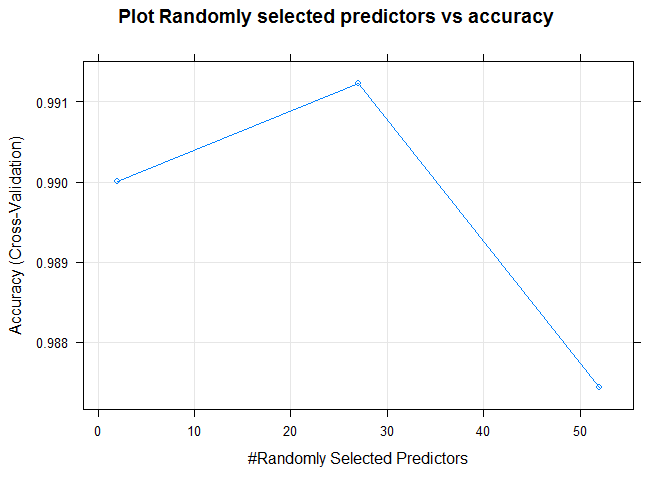 Plot Randomly selected predictors vs accuracy
0.991
0.990
0.989
0.988
Accuracy (Cross-Validation)
0 10 20 30 40 50
#Randomly Selected Predictors